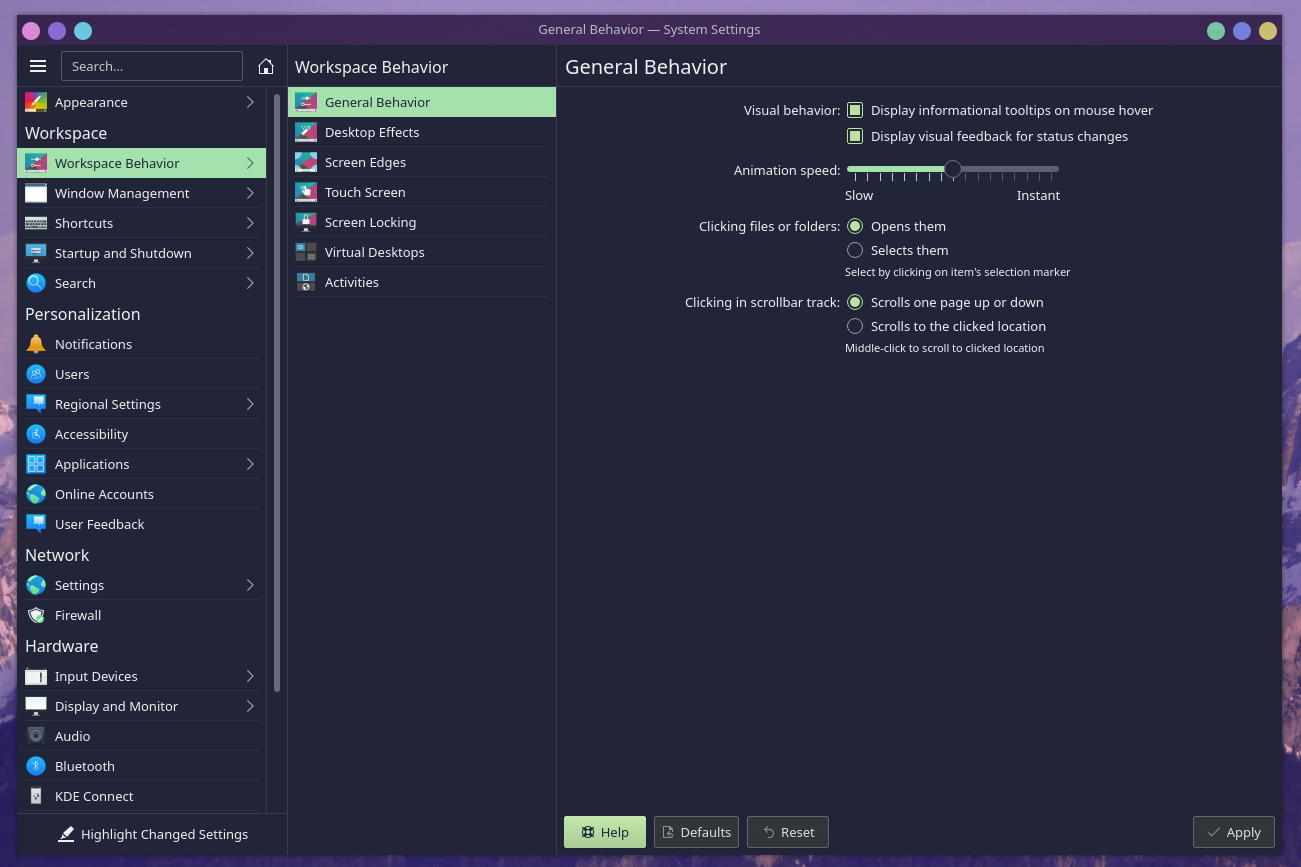 General Behavior — System Settings
Search...
Appearance
Workspace
Workspace Behavior
Window Management
Shortcuts
Startup and Shutdown
Search
Personalization
Notifications
Users
Regional Settings
Accessibility
Applications
Online Accounts
User Feedback
Network
Settings
Firewall
Hardware
Input Devices
Display and Monitor
Audio
Bluetooth
KDE Connect
Highlight Changed Settings
Workspace Behavior
General Behavior
Desktop Effects
Screen Edges
Touch Screen
Screen Locking
Virtual Desktops
Activities
General Behavior
Visual behavior: Display informational tooltips on mouse hover
Display visual feedback for status changes
Animation speed:
Slow Instant
Clicking files or folders: Opens them
Selects them
Select by clicking on item's selection marker
Clicking in scrollbar track: Scrolls one page up or down
Scrolls to the clicked location
Middle-click to scroll to clicked location
Help Defaults Reset Apply